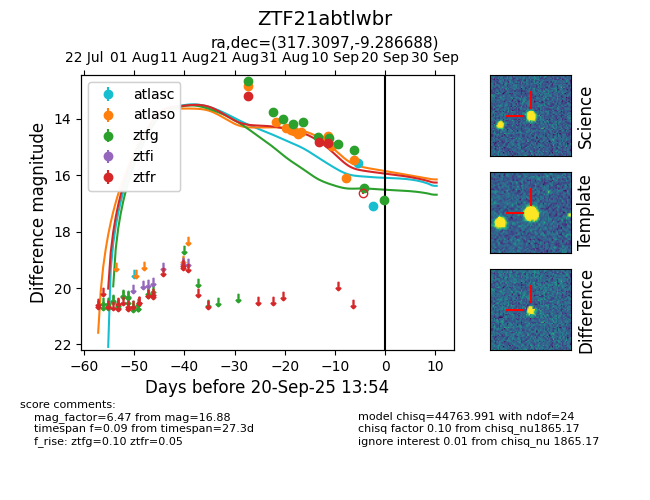 ZTF21abtlwbr
ra,dec=(317.3097,-9.286688)
22 Jul 01 Aug 11 Aug 21 Aug 31 Aug 10 Sep 20 Sep 30 Sep
atlasc
atlaso
ztfg
ztfi
ztfr
14
16
18
20
22
Difference magnitude
−60 −50 −40 −30 −20 −10 0 10
Days before 20-Sep-25 13:54
Science
Template
Difference
score comments:
mag_factor=6.47 from mag=16.88
timespan f=0.09 from timespan=27.3d
f_rise: ztfg=0.10 ztfr=0.05
model chisq=44763.991 with ndof=24
chisq factor 0.10 from chisq_nu1865.17
ignore interest 0.01 from chisq_nu 1865.17